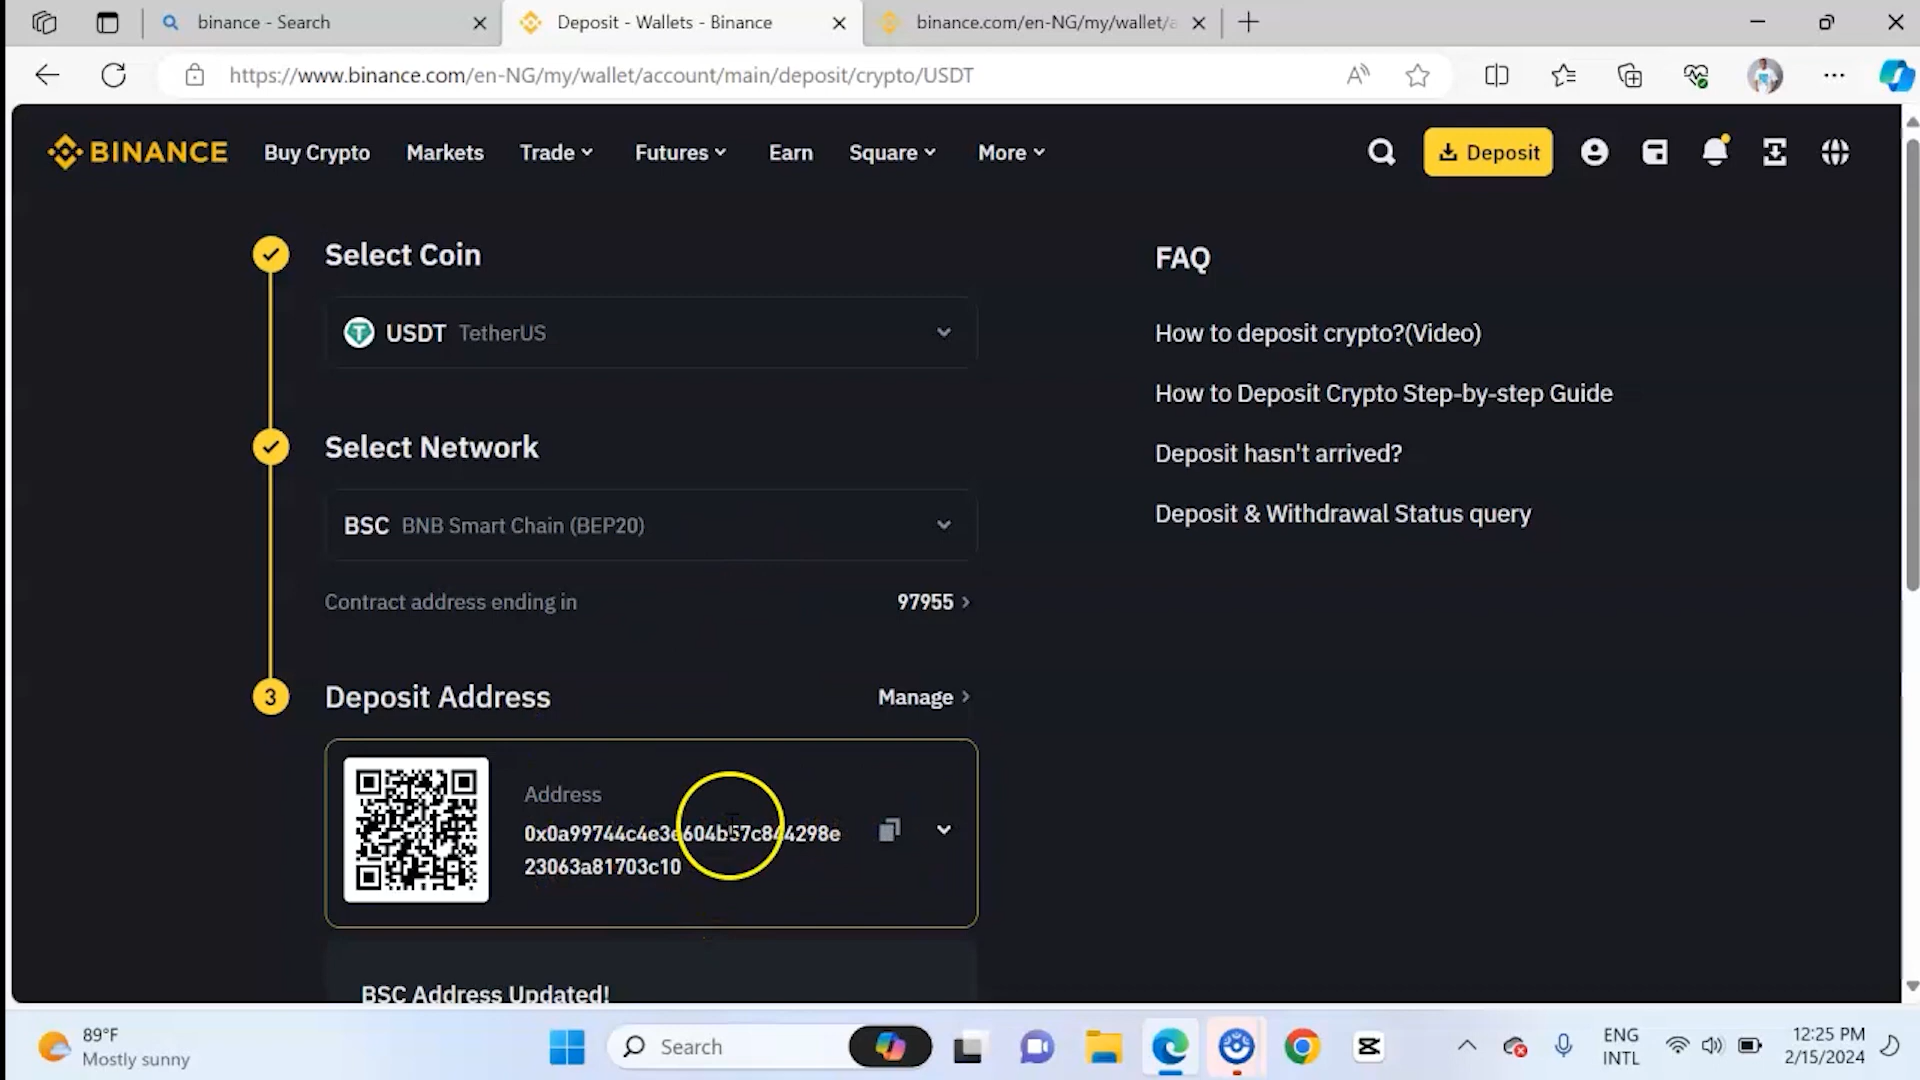 binance - Search
Deposit - Wallets - Binance
binance.com/en-NG/my/wallet/a
https://www.binance.com/en-NG/my/wallet/account/main/deposit/crypto/USDT
BINANCE
Buy Crypto
Markets
Trade
Futures
Earn
Square
More
Deposit
Select Coin
USDT TetherUS
Select Network
BSC BNB Smart Chain (BEP20)
Contract address ending in
97955
3
Deposit Address
Manage
Address
0x0a99744c4e3e604b57c844298e
23063a81703c10
BSC Address Updated!
FAQ
How to deposit crypto?(Video)
How to Deposit Crypto Step-by-step Guide
Deposit hasn't arrived?
Deposit & Withdrawal Status query
89°F
Mostly sunny
Search
ENG
INTL
12:25 PM
2/15/2024